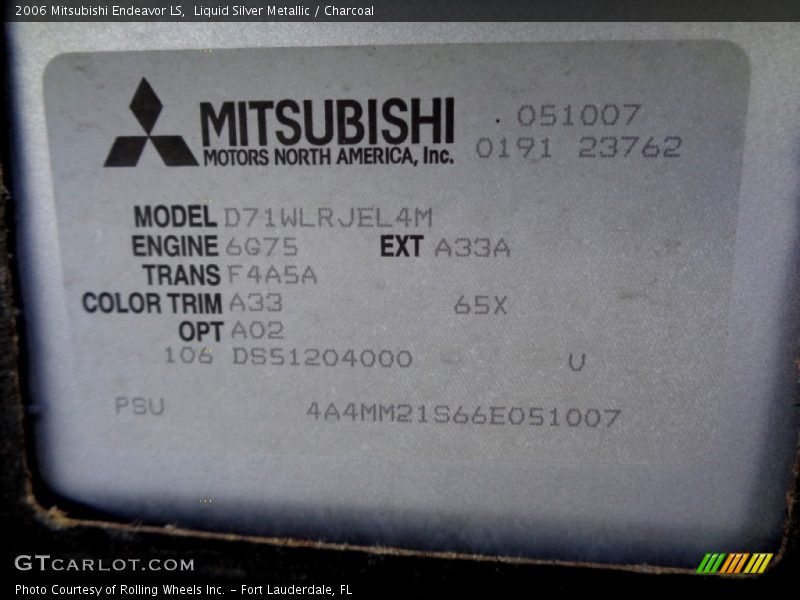 2006 Mitsubishi Endeavor LS,  Liquid Silver Metallic / Charcoal
MITSUBISHI 051007
MOTORS NORTH AMERICA, Inc. 0191 23762
MODEL D71WLRJEL4M
ENGINE 6G75 EXT A33A
TRANS F4A5A
COLOR TRIM A33 65X
OPT A02
106 DS51204000 U
PSU 4A4MM21S66E051007
GTCARLOT.COM
Photo Courtesy of Rolling Wheels Inc. - Fort Lauderdale, FL